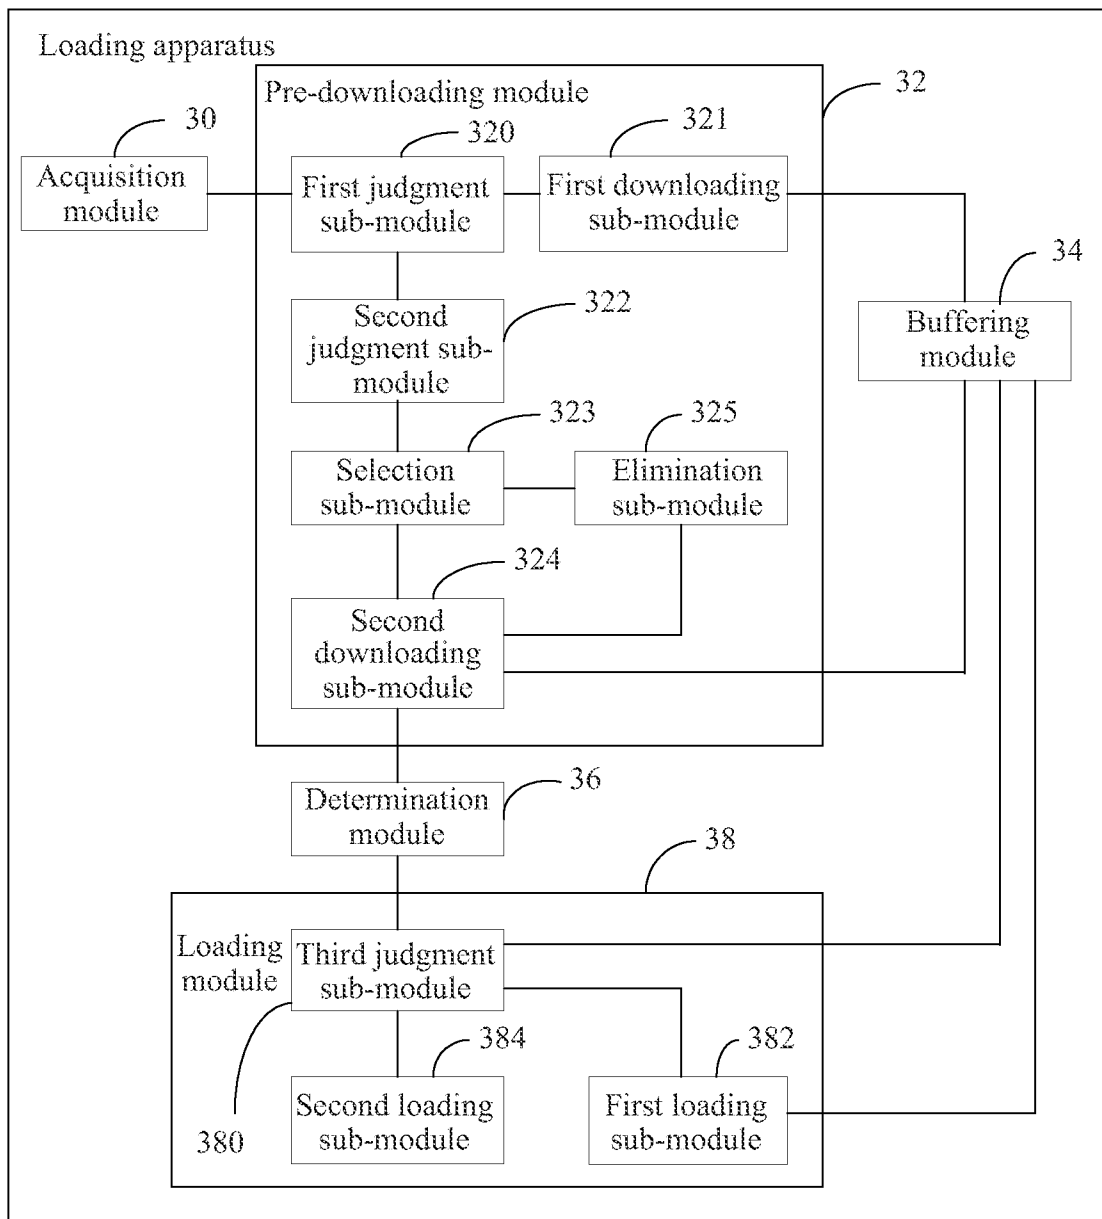 Loading apparatus
Pre-downloading module
32
30
320
321
Acquisition
module
First judgment
sub-module
First downloading
sub-module
34
322
Second
judgment sub-
module
Buffering
module
323
325
Selection
sub-module
Elimination
sub-module
324
Second
downloading
sub-module
36
Determination
module
38
Loading
module
Third judgment
sub-module
384
382
Second loading
sub-module
First loading
sub-module
380